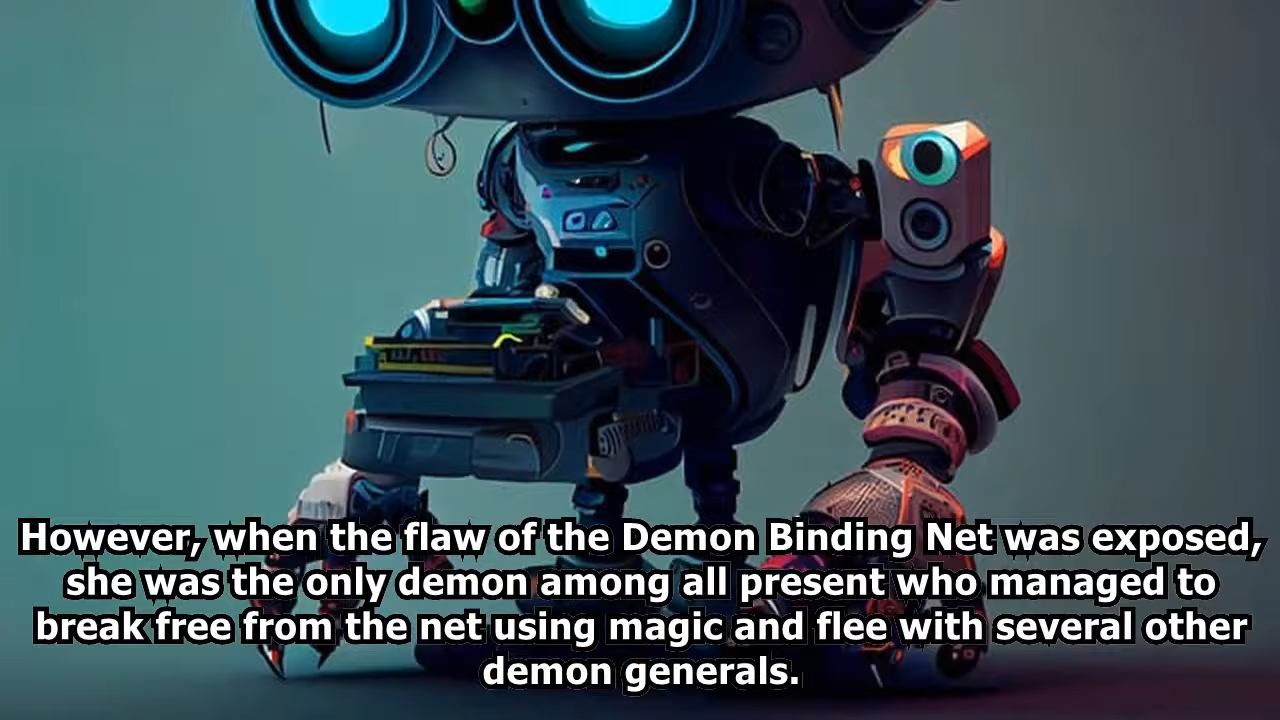 However, when the flaw of the Demon Binding Net was exposed,
she was the only demon among all present who managed to
break free from the net using magic and flee with several other
demon generals.